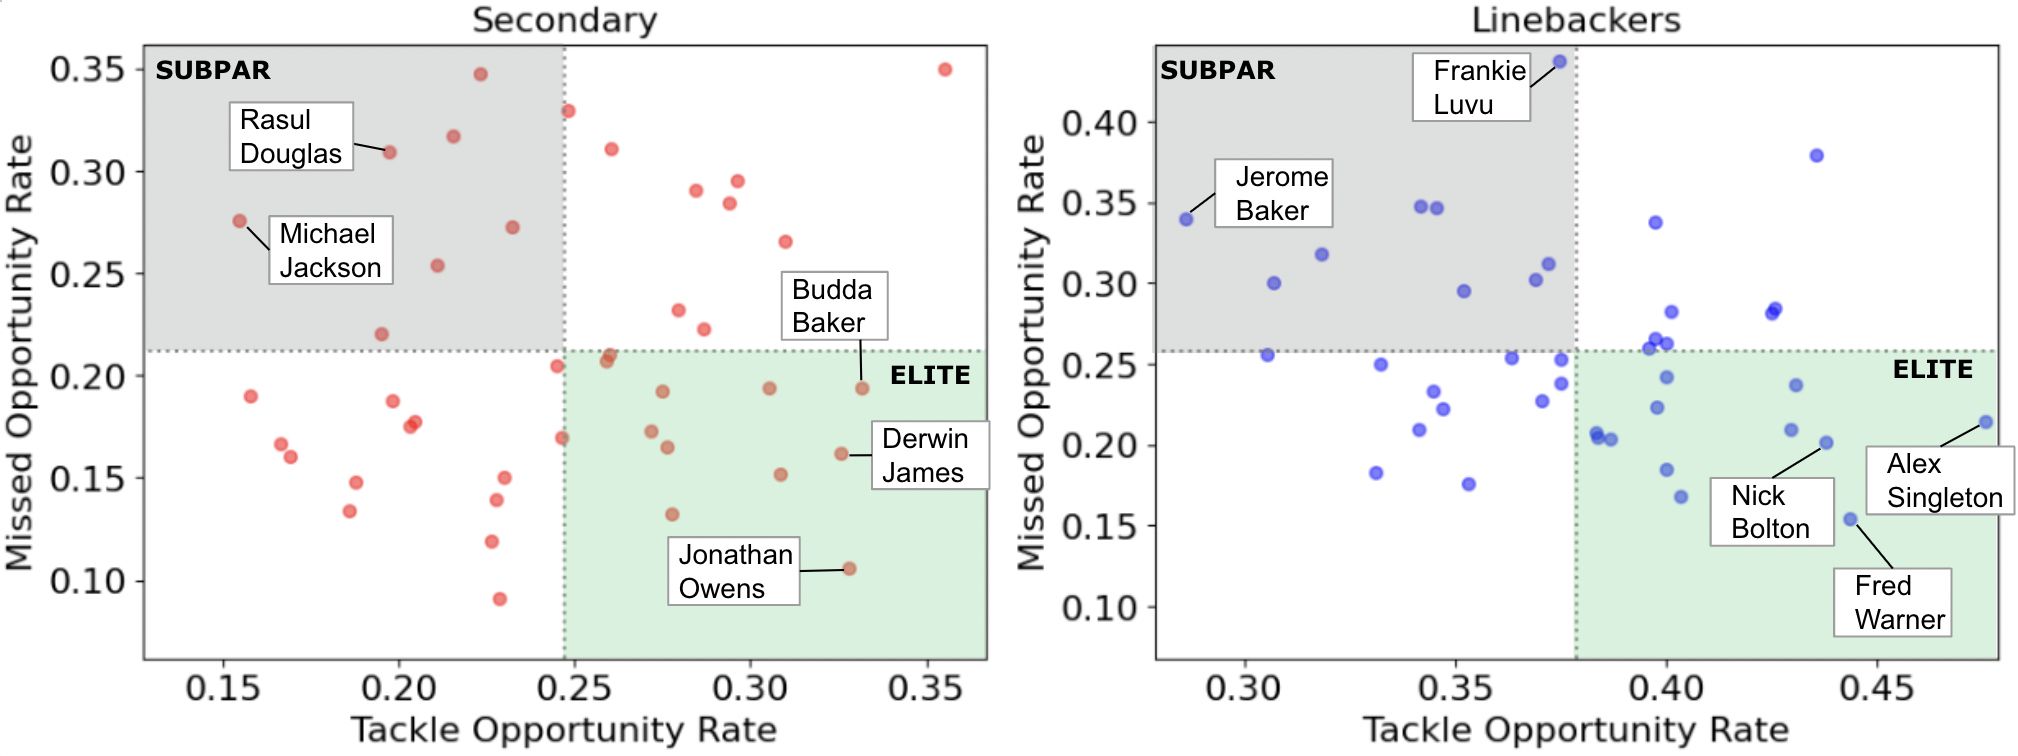 Secondary
SUBPAR
Rasul
Douglas
Michael
Jackson
Budda
Baker
ELITE
Derwin
James
Jonathan
Owens
0.35
0.30
0.25
0.20
0.15
0.10
Missed Opportunity Rate
0.15 0.20 0.25 0.30 0.35
Tackle Opportunity Rate
Linebackers
SUBPAR
Frankie
Luvu
Jerome
Baker
ELITE
Alex
Singleton
Nick
Bolton
Fred
Warner
0.40
0.35
0.30
0.25
0.20
0.15
0.10
Missed Opportunity Rate
0.30 0.35 0.40 0.45
Tackle Opportunity Rate